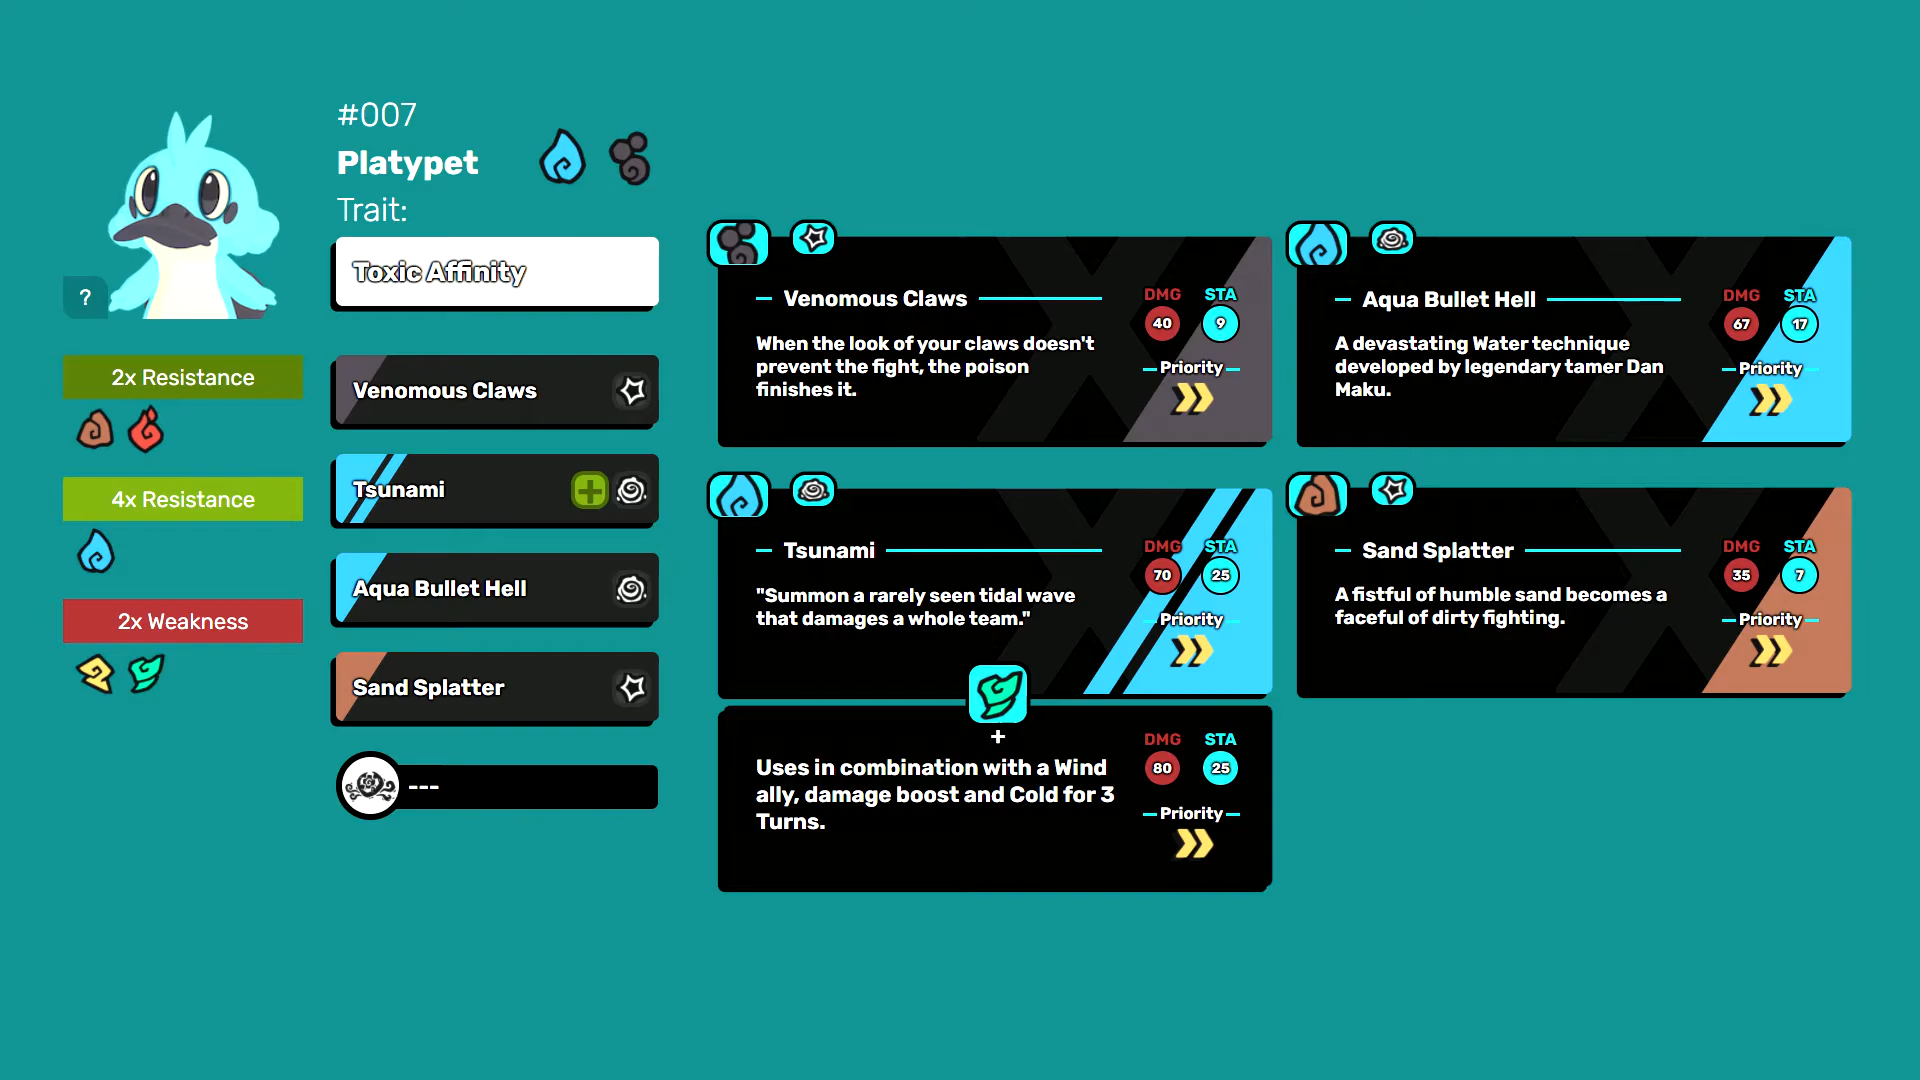 #007
Platypet
Trait:
Toxic Affinity
?
2x Resistance
4x Resistance
2x Weakness
Venomous Claws
Tsunami
Aqua Bullet Hell
Sand Splatter
---
Venomous Claws
When the look of your claws doesn't
prevent the fight, the poison
finishes it.
DMG STA
40 9
Priority
Aqua Bullet Hell
A devastating Water technique
developed by legendary tamer Dan
Maku.
DMG STA
67 17
Priority
Tsunami
"Summon a rarely seen tidal wave
that damages a whole team."
DMG STA
70 25
Priority
+
Uses in combination with a Wind
ally, damage boost and Cold for 3
Turns.
DMG STA
80 25
Priority
Sand Splatter
A fistful of humble sand becomes a
faceful of dirty fighting.
DMG STA
35 7
Priority